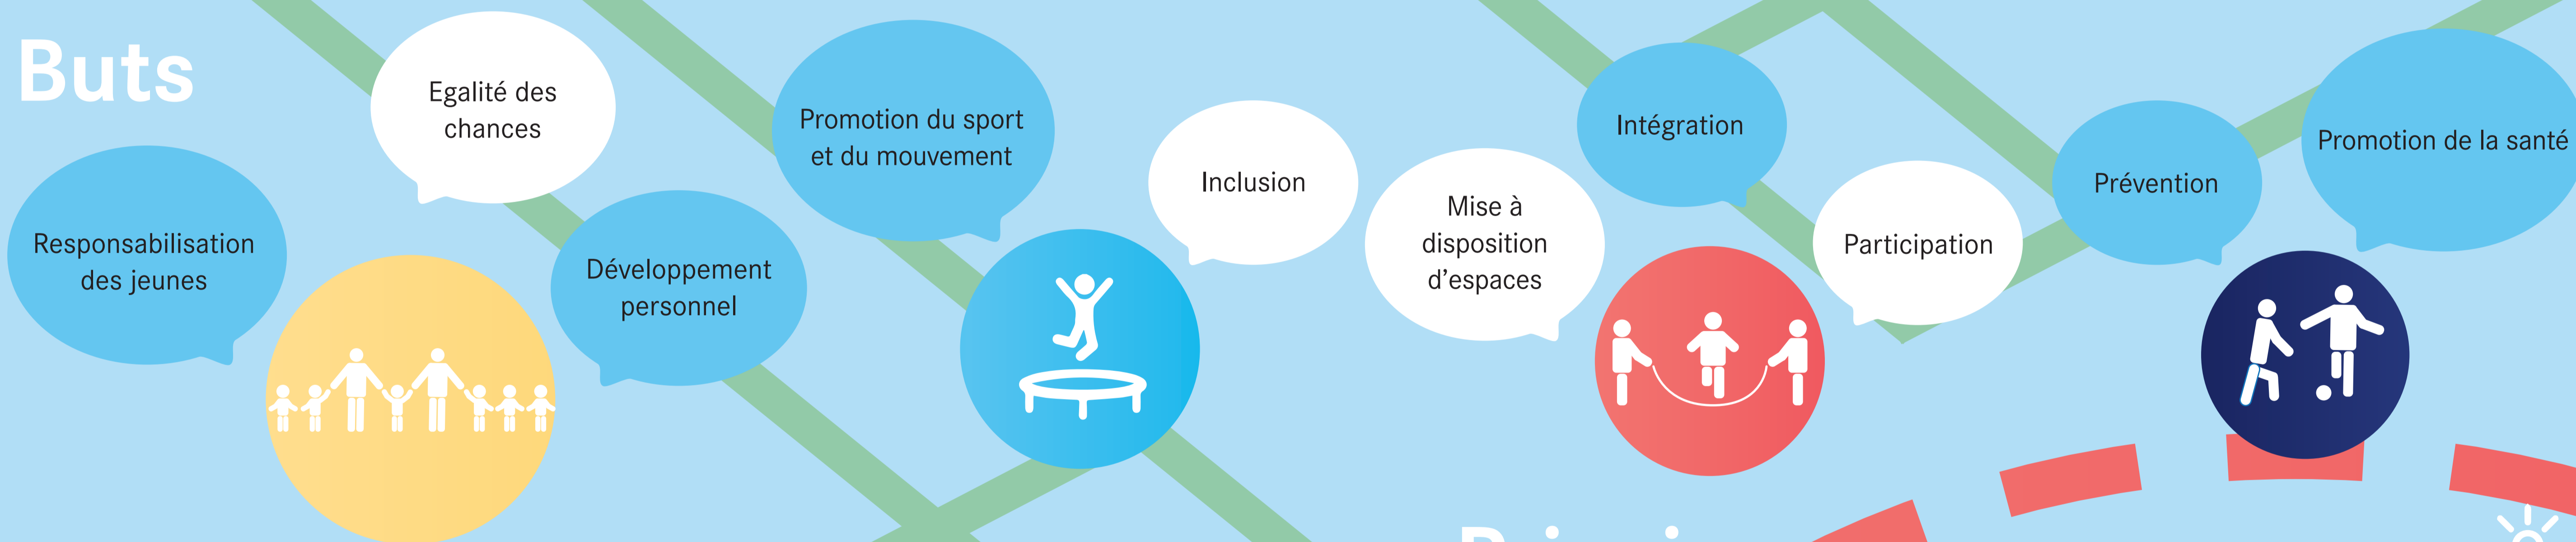 Buts
Egalité des
chances
Responsabilisation
des jeunes
Développement
personnel
Promotion du sport
et du mouvement
Inclusion
Mise à
disposition
d’espaces
Intégration
Participation
Prévention
Promotion de la santé